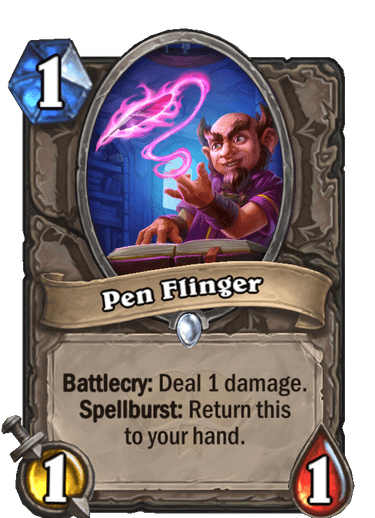 1
Pen Flinger
Battlecry: Deal 1 damage.
Spellburst: Return this
to your hand.
1
1